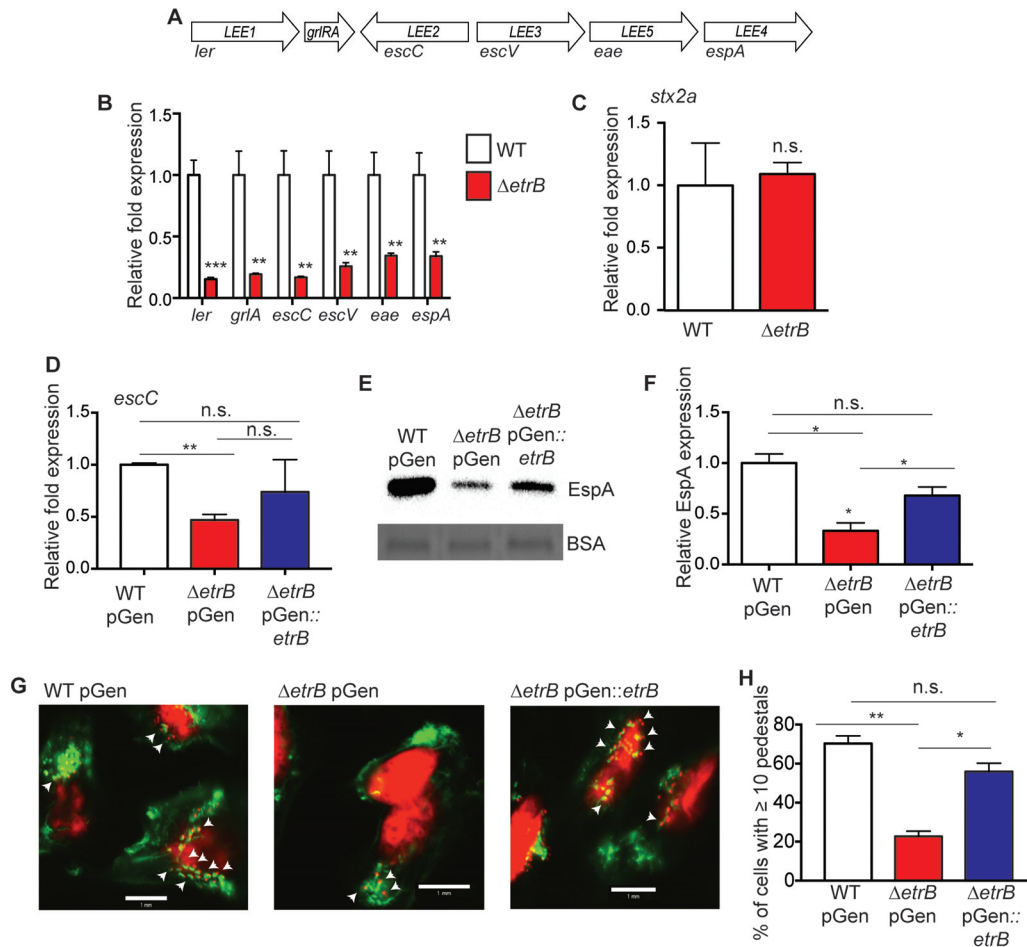 A
LEE1 grlRA LEE2 LEE3 LEE5 LEE4
ler escC escV eae espA
B
Relative fold expression
1.5
1.0
0.5
0.0
*** ** ** ** ** **
ler grlA escC escV eae espA
WT
ΔetrB
C
stx2a
Relative fold expression
1.5
1.0
0.5
0.0
n.s.
WT ΔetrB
D
escC
Relative fold expression
1.5
1.0
0.5
0.0
n.s.
n.s.
**
WT
pGen
ΔetrB
pGen
ΔetrB
pGen::
etrB
E
WT
pGen
ΔetrB
pGen
ΔetrB
pGen::
etrB
EspA
BSA
F
Relative EspA expression
1.5
1.0
0.5
0.0
n.s.
*
*
*
WT
pGen
ΔetrB
pGen
ΔetrB
pGen::
etrB
G
WT pGen
ΔetrB pGen
ΔetrB pGen::etrB
1 mm
1 mm
1 mm
H
% of cells with ≥ 10 pedestals
80
60
40
20
0
n.s.
**
*
WT
pGen
ΔetrB
pGen
ΔetrB
pGen::
etrB